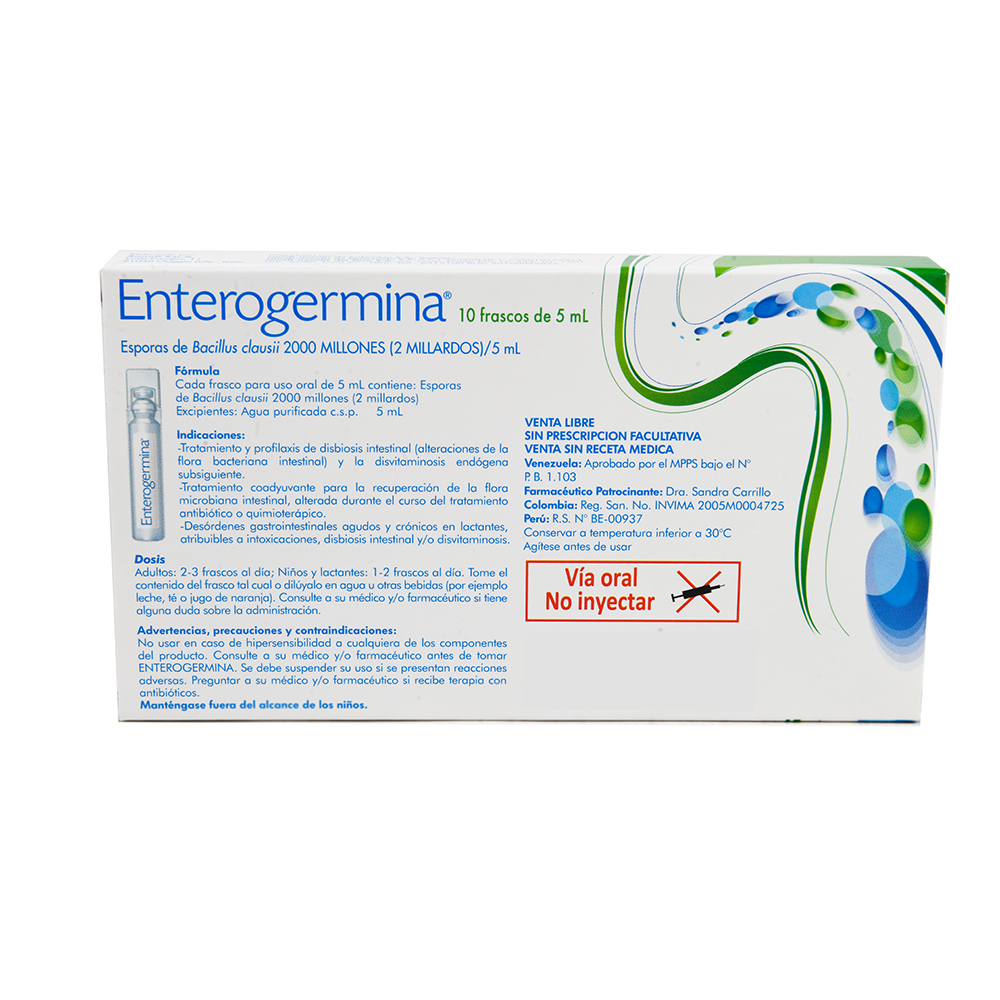 Enterogermina® 10 frascos de 5 mL
Esporas de Bacillus clausii 2000 MILLONES (2 MILLARDOS)/5 mL
Fórmula
Cada frasco para uso oral de 5 mL contiene: Esporas
de Bacillus clausii 2000 millones (2 millardos)
Excipientes: Agua purificada c.s.p. 5 mL
Enterogermina
Indicaciones:
-Tratamiento y profilaxis de disbiosis intestinal (alteraciones de la
flora bacteriana intestinal) y la disvitaminosis endógena
subsiguiente.
-Tratamiento coadyuvante para la recuperación de la flora
microbiana intestinal, alterada durante el curso del tratamiento
antibiótico o quimioterápico.
-Desórdenes gastrointestinales agudos y crónicos en lactantes,
atribuibles a intoxicaciones, disbiosis intestinal y/o disvitaminosis.
Dosis
Adultos: 2-3 frascos al día; Niños y lactantes: 1-2 frascos al día. Tome el
contenido del frasco tal cual o dilúyalo en agua u otras bebidas (por ejemplo
leche, té o jugo de naranja). Consulte a su médico y/o farmacéutico si tiene
alguna duda sobre la administración.
Advertencias, precauciones y contraindicaciones:
No usar en caso de hipersensibilidad a cualquiera de los componentes
del producto. Consulte a su médico y/o farmacéutico antes de tomar
ENTEROGERMINA. Se debe suspender su uso si se presentan reacciones
adversas. Preguntar a su médico y/o farmacéutico si recibe terapia con
antibióticos.
Manténgase fuera del alcance de los niños.
VENTA LIBRE
SIN PRESCRIPCION FACULTATIVA
VENTA SIN RECETA MEDICA
Venezuela: Aprobado por el MPPS bajo el N°
P. B. 1.103
Farmacéutico Patrocinante: Dra. Sandra Carrillo
Colombia: Reg. San. No. INVIMA 2005M0004725
Perú: R.S. N° BE-00937
Conservar a temperatura inferior a 30°C
Agítese antes de usar
Vía oral
No inyectar